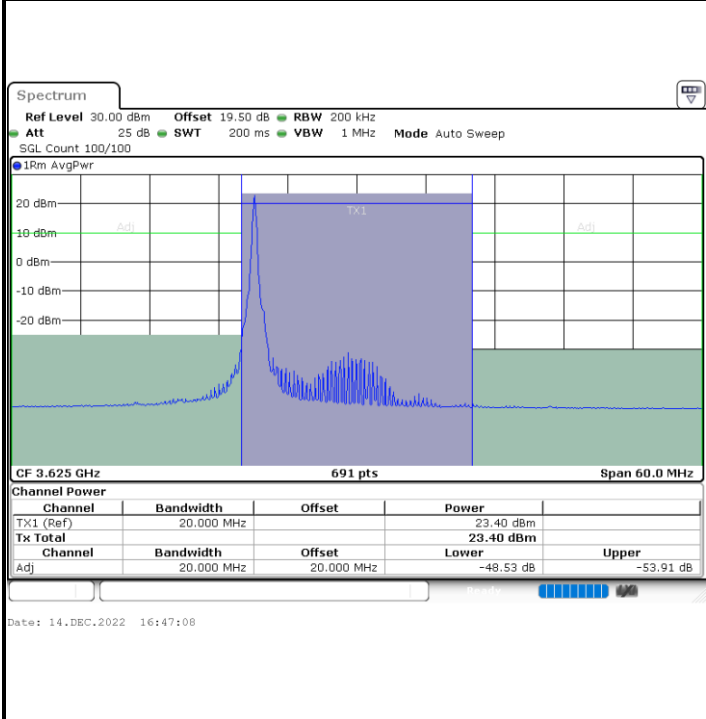 Spectrum
Ref Level 30.00 dBm Offset 19.50 dB RBW 200 kHz
Att 25 dB SWT 200 ms VBW 1 MHz Mode Auto Sweep
SGL Count 100/100
1Rm AvgPwr
20 dBm
TX1
Adj
Adj
10 dBm
0 dBm
-10 dBm
-20 dBm
CF 3.625 GHz 691 pts Span 60.0 MHz
Channel Power
Channel Bandwidth Offset Power
TX1 (Ref) 20.000 MHz 23.40 dBm
Tx Total 23.40 dBm
Channel Bandwidth Offset Lower Upper
Adj 20.000 MHz 20.000 MHz -48.53 dB -53.91 dB
Ready
Date: 14.DEC.2022 16:47:08